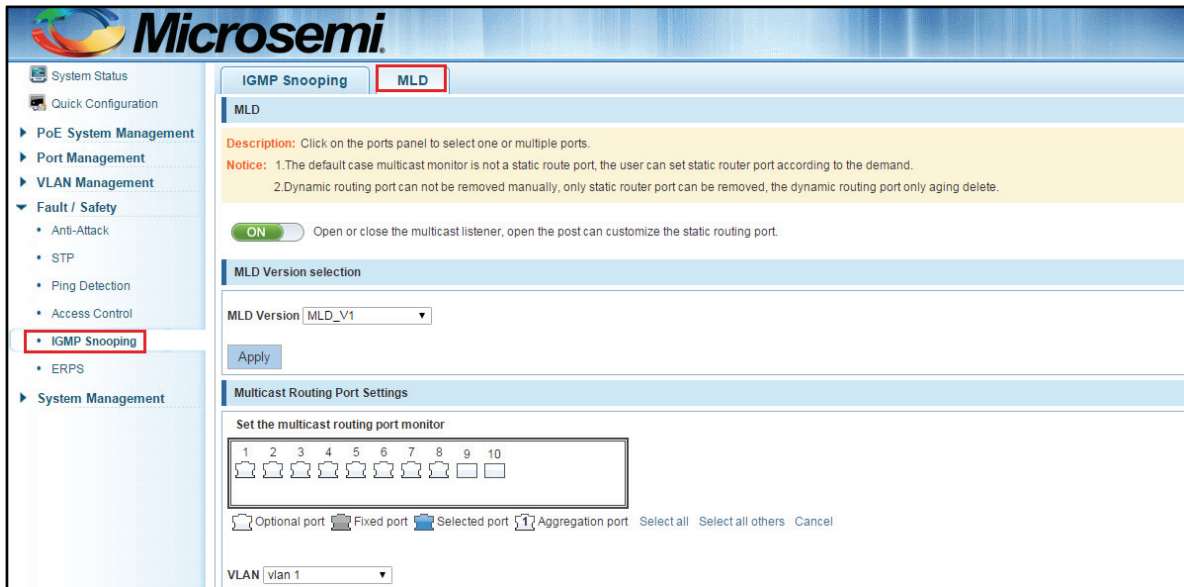 Microsemi.
System Status
Quick Configuration
PoE System Management
Port Management
VLAN Management
Fault / Safety
• Anti-Attack
• STP
• Ping Detection
• Access Control
• IGMP Snooping
• ERPS
System Management
IGMP Snooping MLD
MLD
Description: Click on the ports panel to select one or multiple ports.
Notice: 1.The default case multicast monitor is not a static route port, the user can set static router port according to the demand.
2.Dynamic routing port can not be removed manually, only static router port can be removed, the dynamic routing port only aging delete.
ON Open or close the multicast listener, open the post can customize the static routing port.
MLD Version selection
MLD Version MLD_V1
Apply
Multicast Routing Port Settings
Set the multicast routing port monitor
1 2 3 4 5 6 7 8 9 10
Optional port Fixed port Selected port 1 Aggregation port Select all Select all others Cancel
VLAN vlan 1